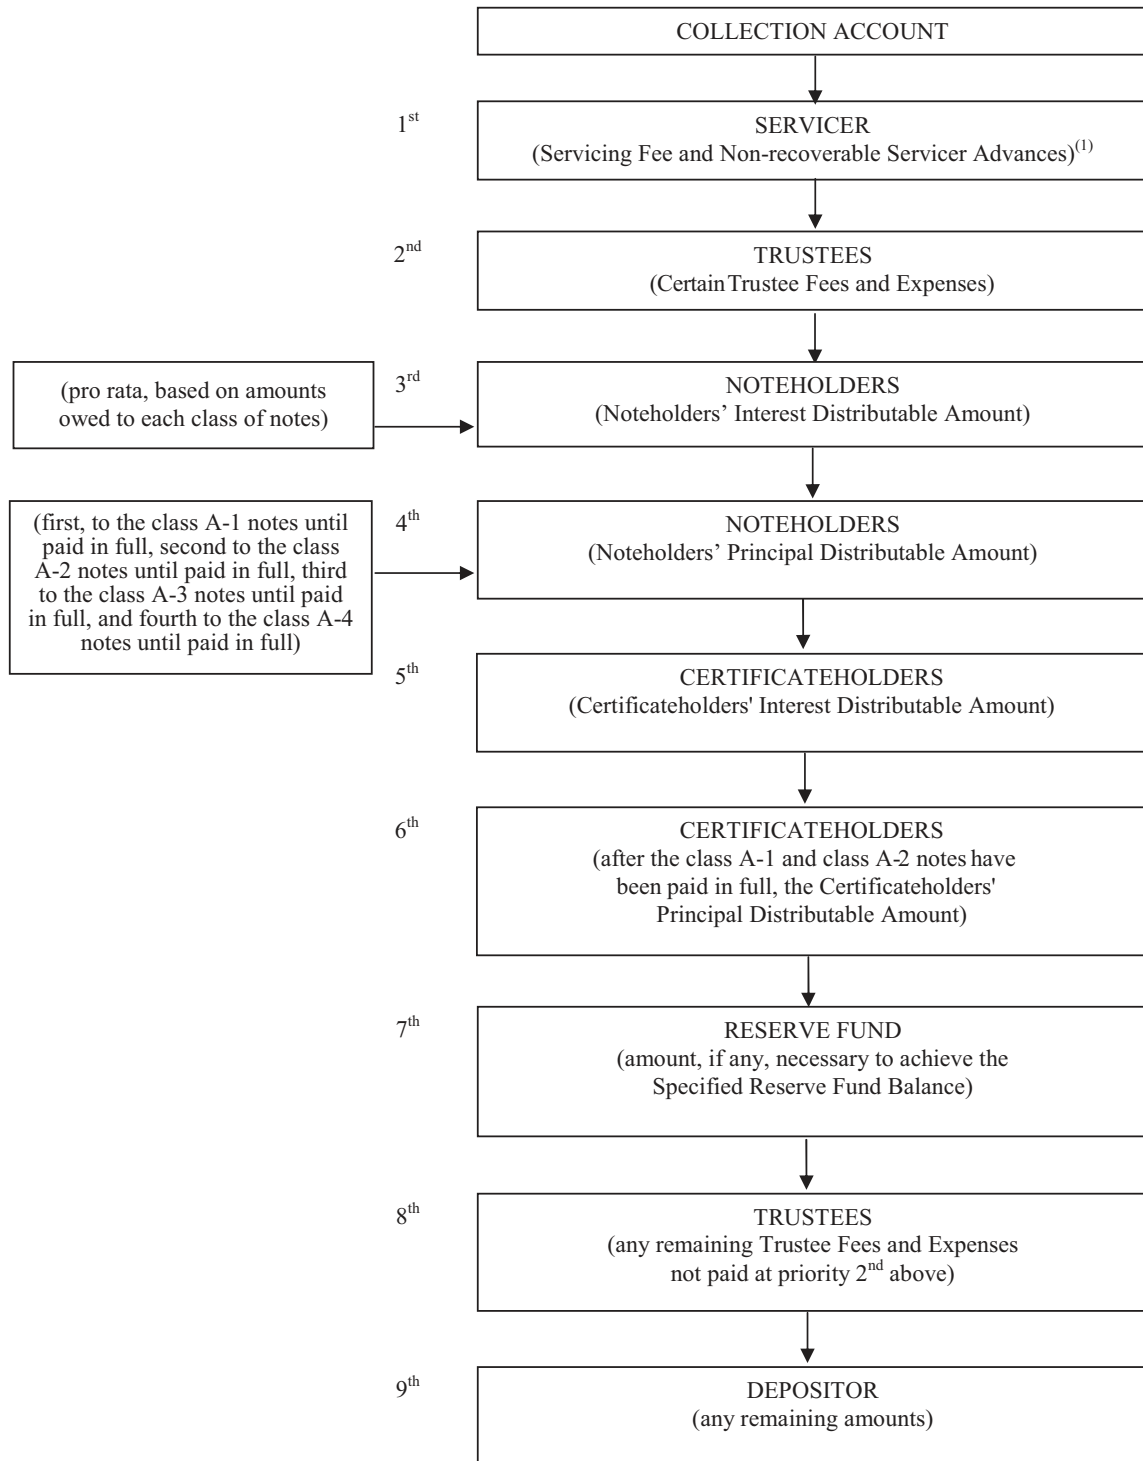 COLLECTION ACCOUNT
1st
SERVICER
(Servicing Fee and Non-recoverable Servicer Advances)(1)
2nd
TRUSTEES
(Certain Trustee Fees and Expenses)
(pro rata, based on amounts
owed to each class of notes)
3rd
NOTEHOLDERS
(Noteholders’ Interest Distributable Amount)
(first, to the class A-1 notes until
paid in full, second to the class
A-2 notes until paid in full, third
to the class A-3 notes until paid
in full, and fourth to the class A-4
notes until paid in full)
4th
NOTEHOLDERS
(Noteholders’ Principal Distributable Amount)
5th
CERTIFICATEHOLDERS
(Certificateholders' Interest Distributable Amount)
6th
CERTIFICATEHOLDERS
(after the class A-1 and class A-2 notes have
been paid in full, the Certificateholders'
Principal Distributable Amount)
7th
RESERVE FUND
(amount, if any, necessary to achieve the
Specified Reserve Fund Balance)
8th
TRUSTEES
(any remaining Trustee Fees and Expenses
not paid at priority 2nd above)
9th
DEPOSITOR
(any remaining amounts)